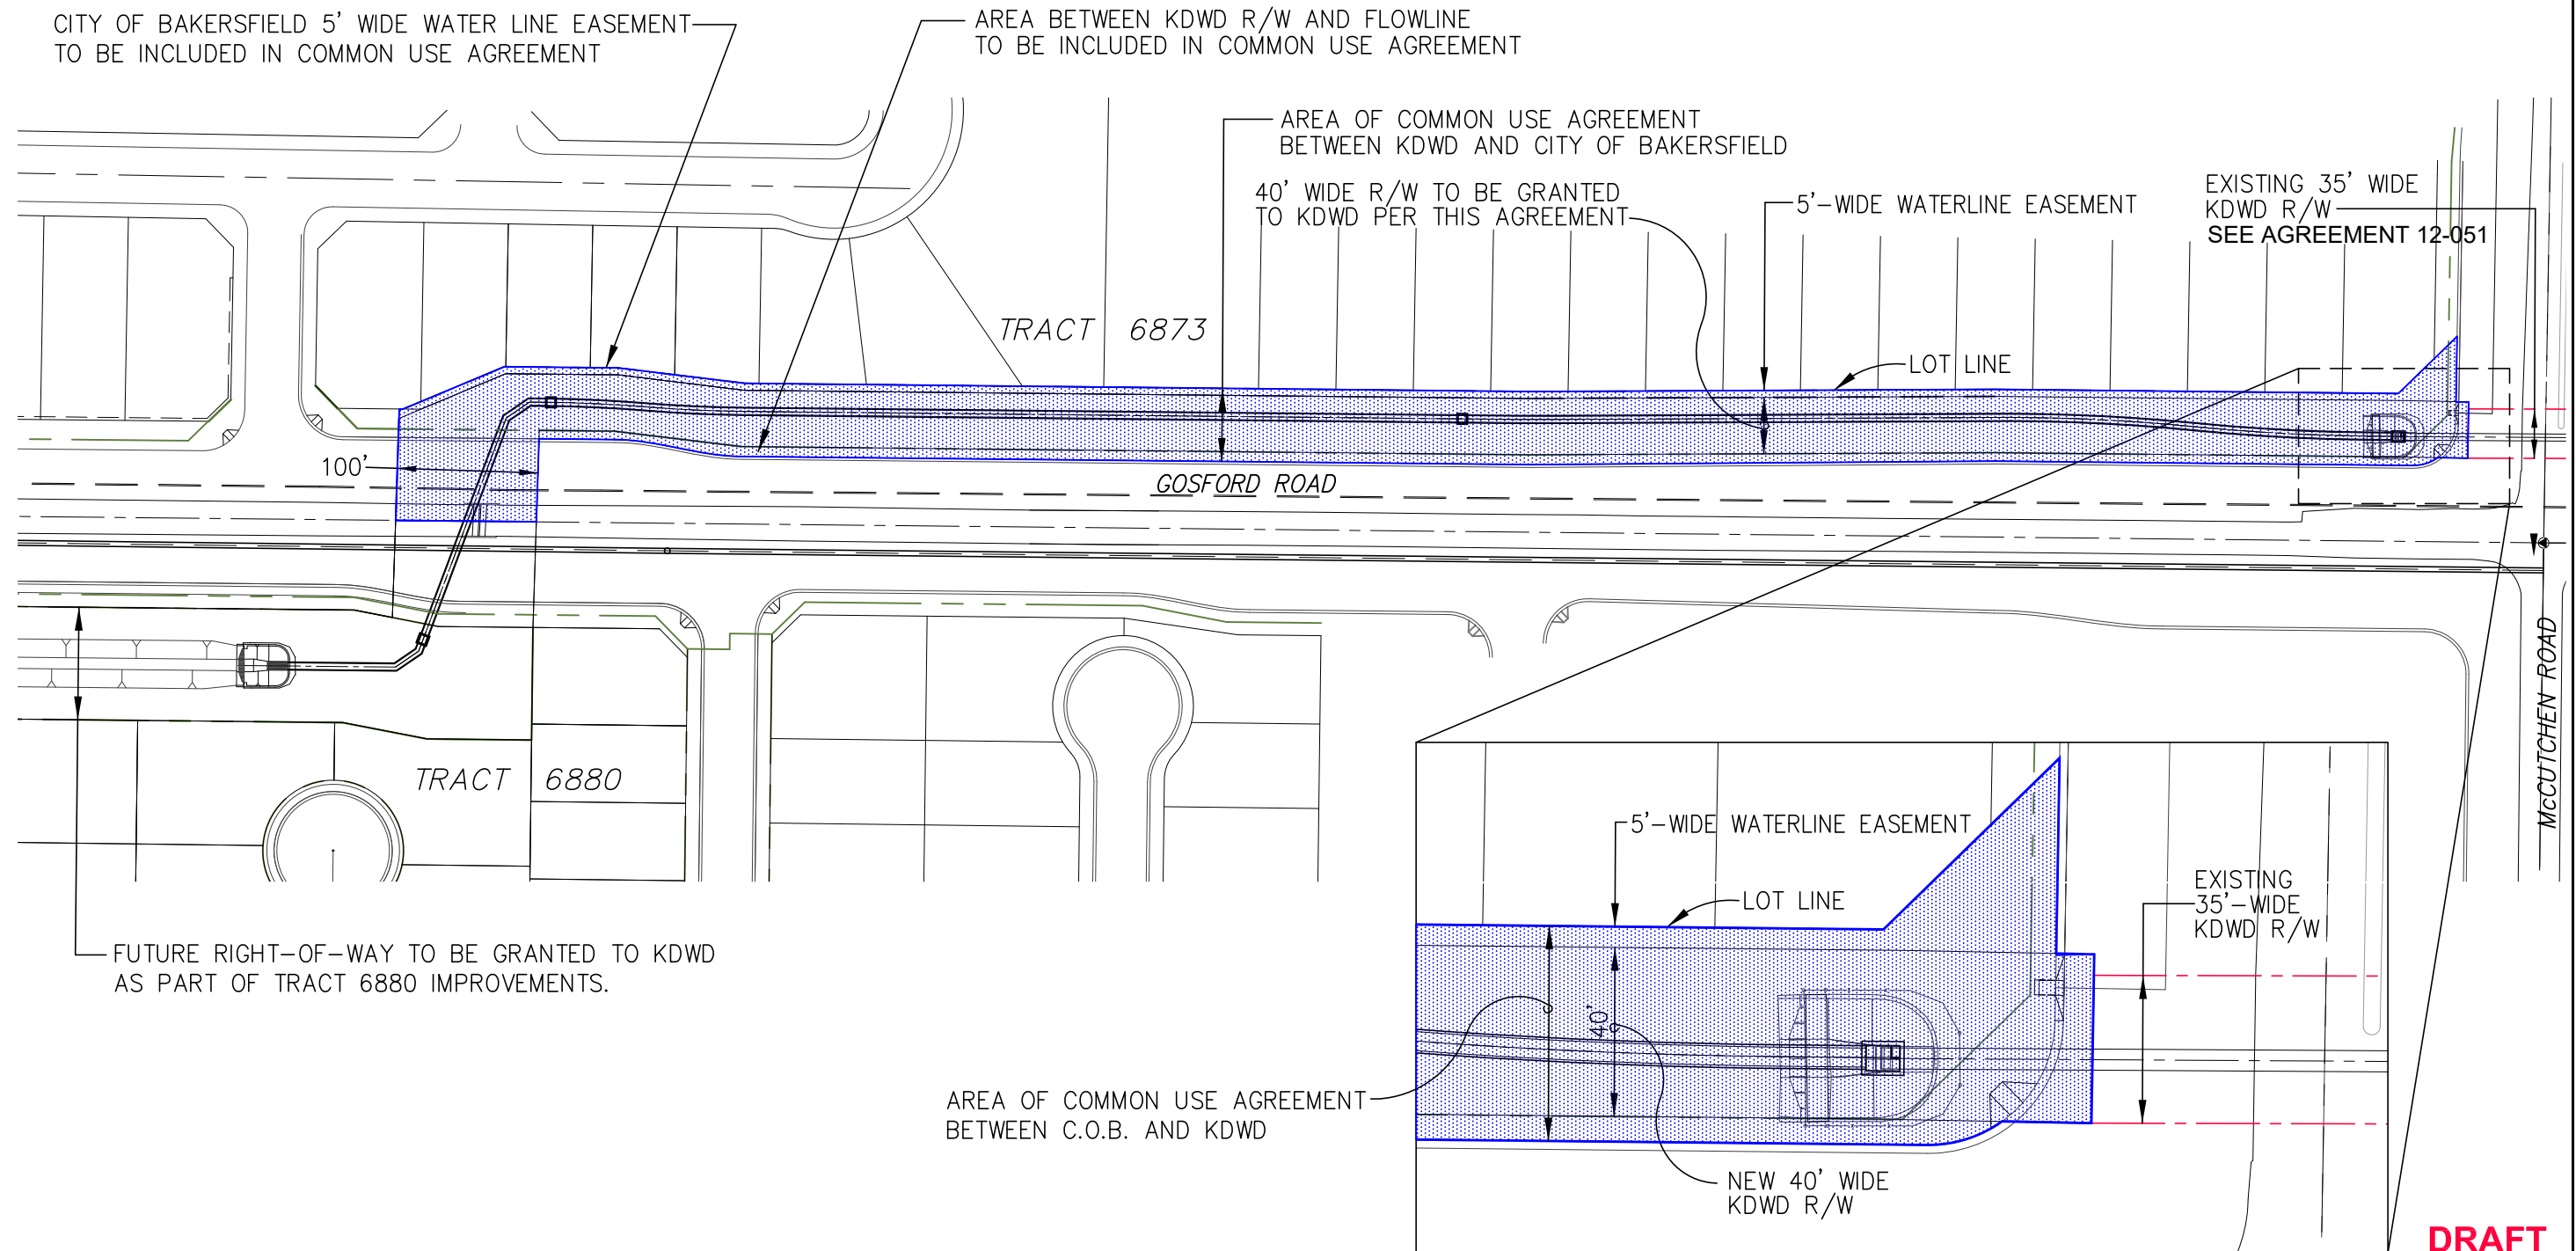 CITY OF BAKERSFIELD 5' WIDE WATER LINE EASEMENT
TO BE INCLUDED IN COMMON USE AGREEMENT
AREA BETWEEN KDWD R/W AND FLOWLINE
TO BE INCLUDED IN COMMON USE AGREEMENT
AREA OF COMMON USE AGREEMENT
BETWEEN KDWD AND CITY OF BAKERSFIELD
40' WIDE R/W TO BE GRANTED
TO KDWD PER THIS AGREEMENT
5'-WIDE WATERLINE EASEMENT
EXISTING 35' WIDE
KDWD R/W
SEE AGREEMENT 12-051
TRACT 6873
LOT LINE
100'
GOSFORD ROAD
McCUTCHEN ROAD
TRACT 6880
5'-WIDE WATERLINE EASEMENT
LOT LINE
EXISTING
35'-WIDE
KDWD R/W
FUTURE RIGHT-OF-WAY TO BE GRANTED TO KDWD
AS PART OF TRACT 6880 IMPROVEMENTS.
40'
AREA OF COMMON USE AGREEMENT
BETWEEN C.O.B. AND KDWD
NEW 40' WIDE
KDWD R/W
DRAFT